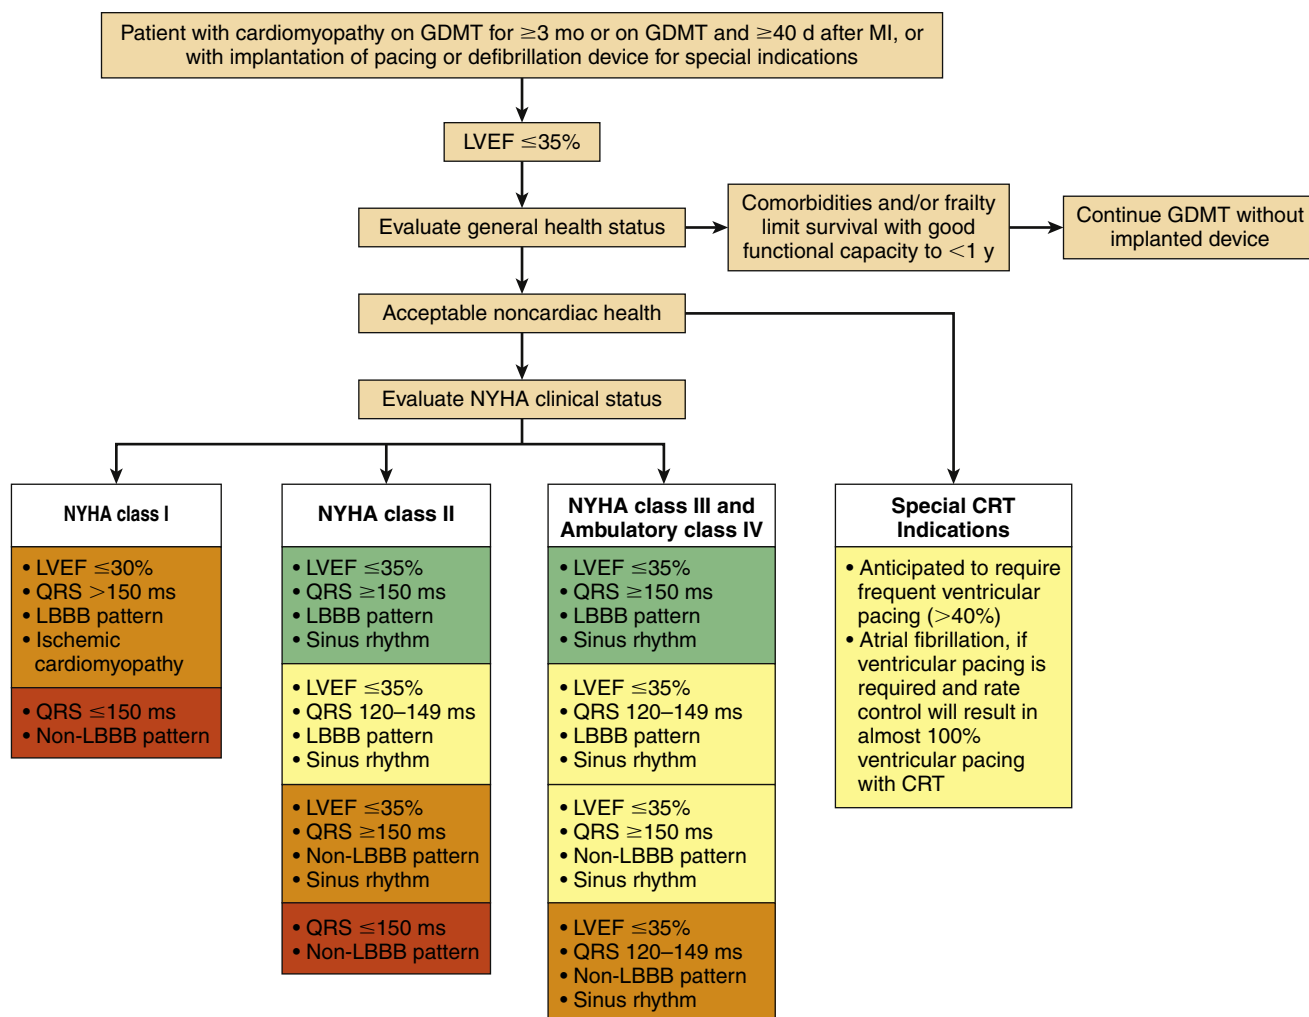 Patient with cardiomyopathy on GDMT for ≥3 mo or on GDMT and ≥40 d after MI, or
with implantation of pacing or defibrillation device for special indications
LVEF ≤35%
Evaluate general health status
Comorbidities and/or frailty
limit survival with good
functional capacity to <1 y
Continue GDMT without
implanted device
Acceptable noncardiac health
Evaluate NYHA clinical status
NYHA class I
• LVEF ≤30%
• QRS >150 ms
• LBBB pattern
• Ischemic
cardiomyopathy
• QRS ≤150 ms
• Non-LBBB pattern
NYHA class II
• LVEF ≤35%
• QRS ≥150 ms
• LBBB pattern
• Sinus rhythm
• LVEF ≤35%
• QRS 120–149 ms
• LBBB pattern
• Sinus rhythm
• LVEF ≤35%
• QRS ≥150 ms
• Non-LBBB pattern
• Sinus rhythm
• QRS ≤150 ms
• Non-LBBB pattern
NYHA class III and
Ambulatory class IV
• LVEF ≤35%
• QRS ≥150 ms
• LBBB pattern
• Sinus rhythm
• LVEF ≤35%
• QRS 120–149 ms
• LBBB pattern
• Sinus rhythm
• LVEF ≤35%
• QRS ≥150 ms
• Non-LBBB pattern
• Sinus rhythm
• LVEF ≤35%
• QRS 120–149 ms
• Non-LBBB pattern
• Sinus rhythm
Special CRT
Indications
• Anticipated to require
frequent ventricular
pacing (>40%)
• Atrial fibrillation, if
ventricular pacing is
required and rate
control will result in
almost 100%
ventricular pacing
with CRT